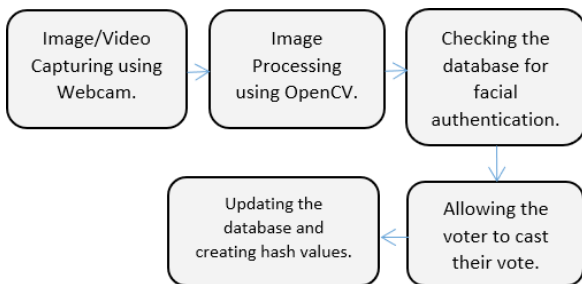 Image/Video
Capturing using
Webcam.
Image
Processing
using OpenCV.
Checking the
database for
facial
authentication.
Allowing the
voter to cast
their vote.
Updating the
database and
creating hash values.